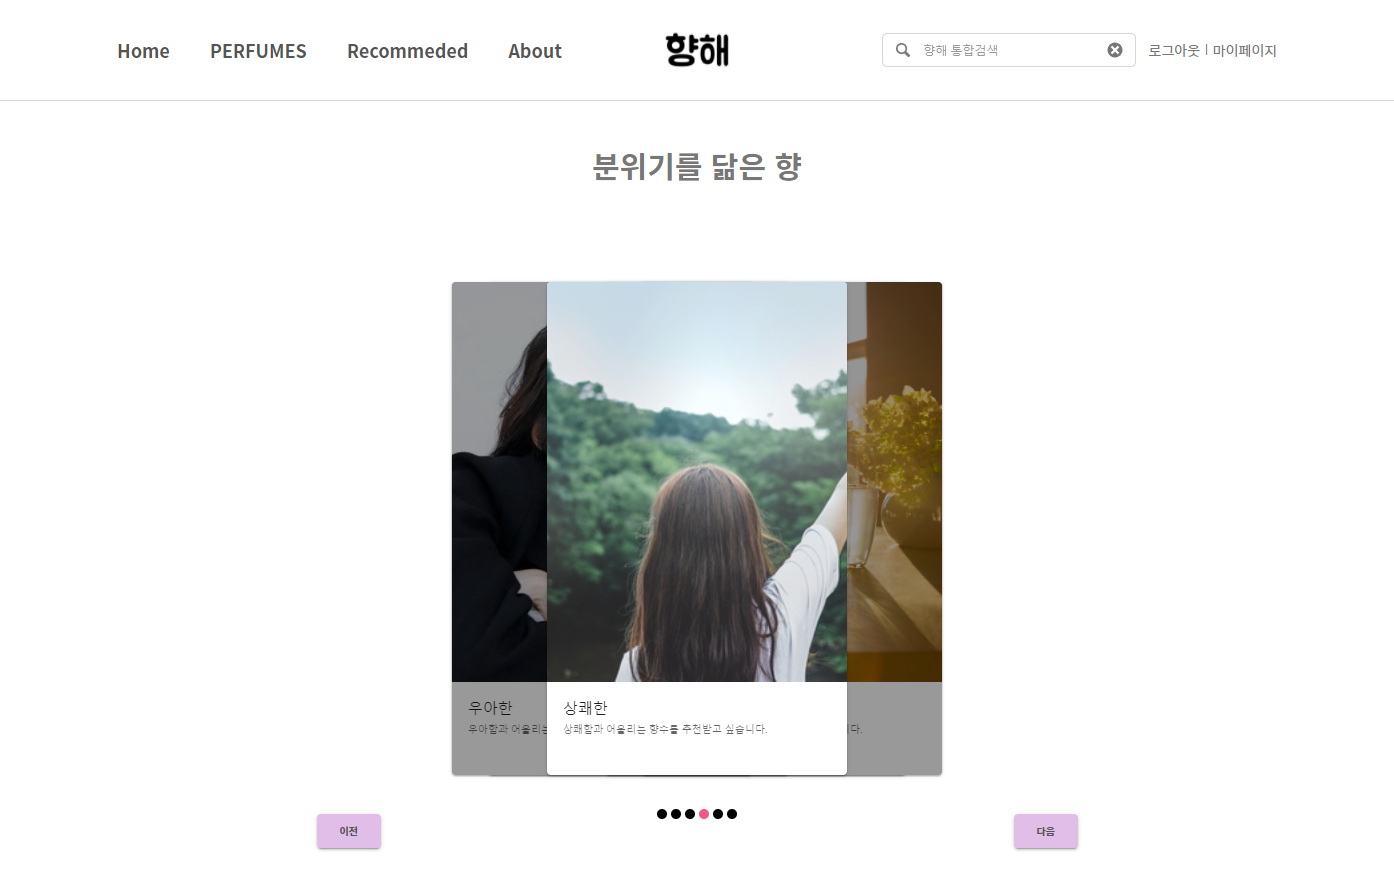 Home PERFUMES Recommeded About 향해 향해 통합검색 로그아웃 | 마이페이지
분위기를 닮은 향
우아한 상쾌한
우아함과 어울리는 상쾌함과 어울리는 향수를 추천받고 싶습니다. 다.
이전 다음